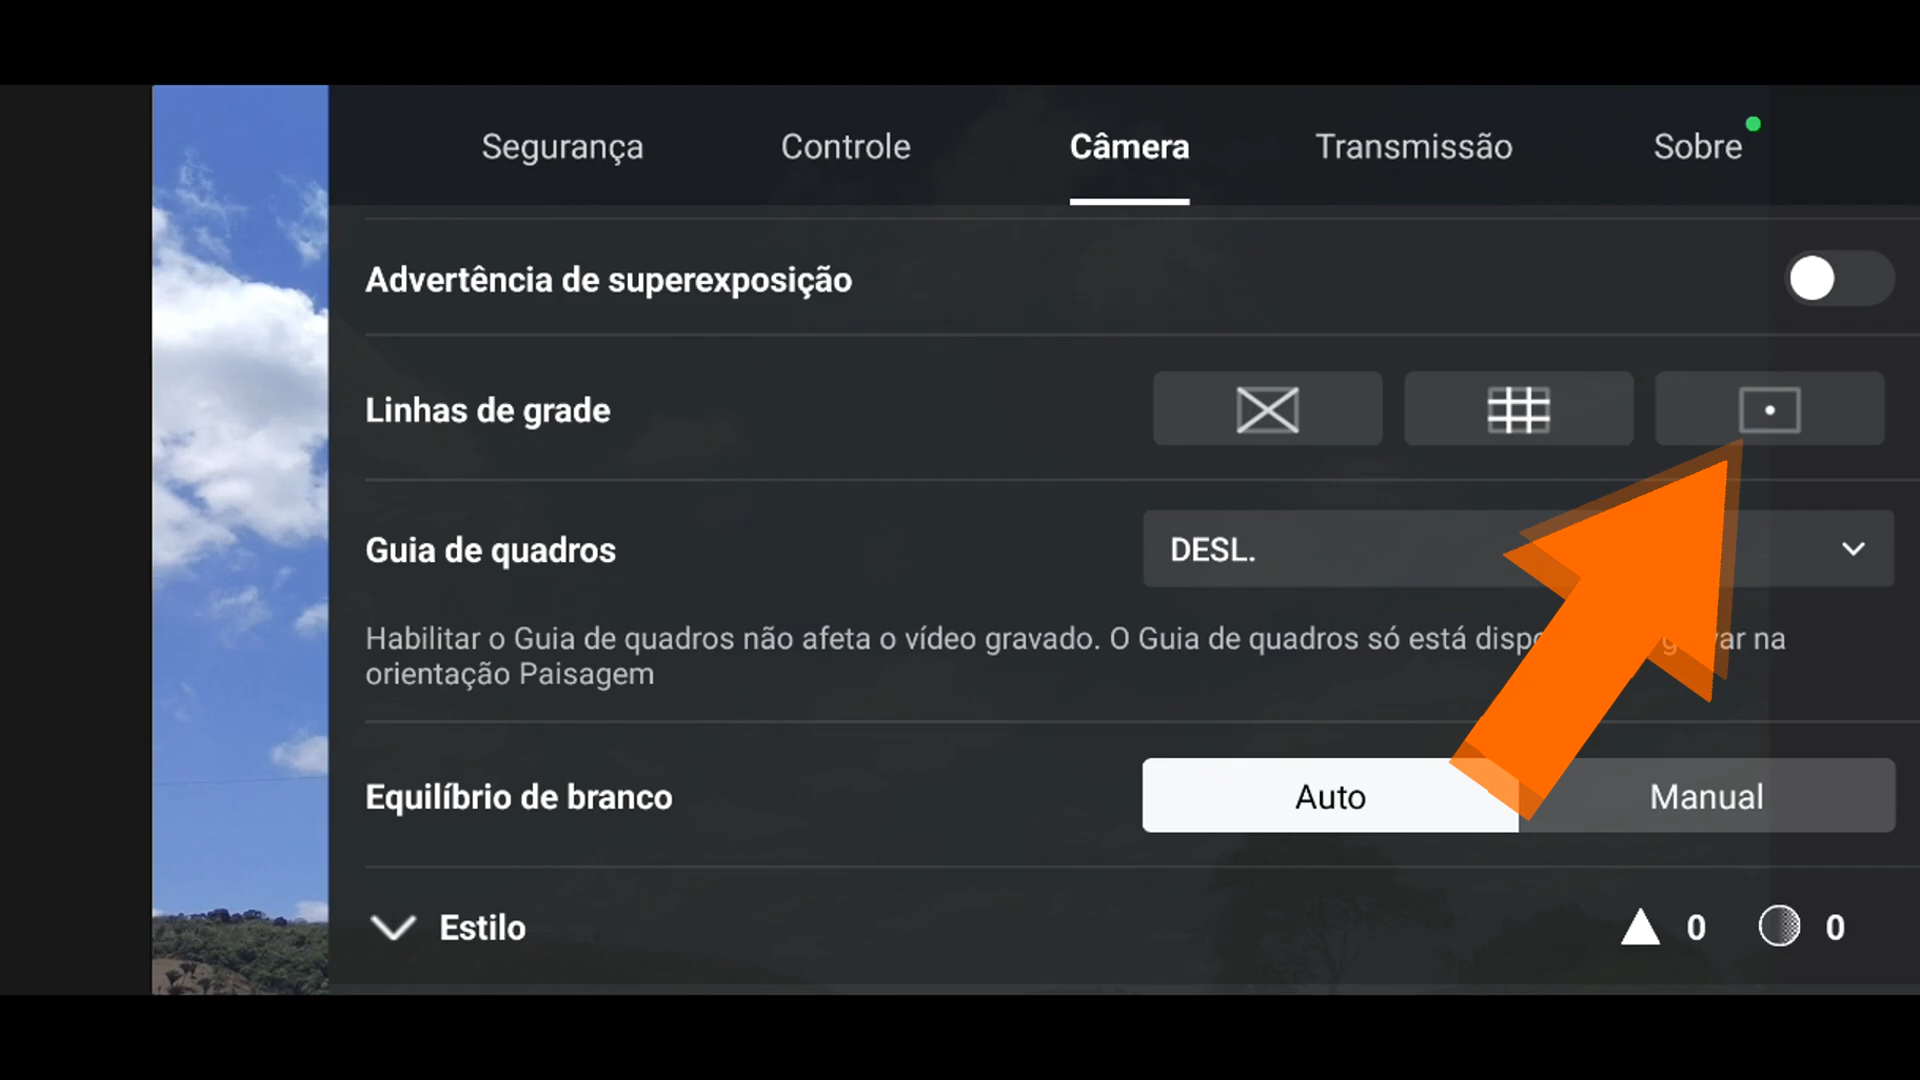 Segurança Controle Câmera Transmissão Sobre
Advertência de superexposição
Linhas de grade
Guia de quadros DESL.
Habilitar o Guia de quadros não afeta o vídeo gravado. O Guia de quadros só está na
orientação Paisagem
Equilíbrio de branco Auto Manual
Estilo 0 0